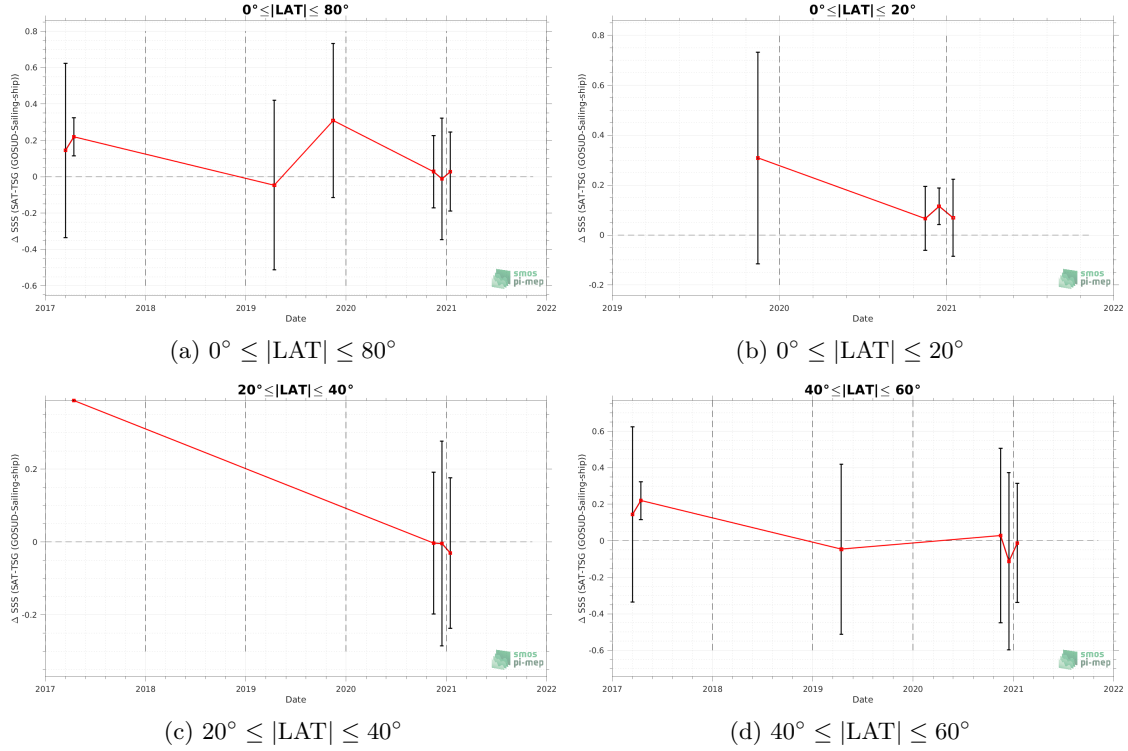 0°≤|LAT|≤ 80°
0.8
0.6
0.4
0.2
0
-0.2
-0.4
-0.6
Δ SSS (SAT-TSG (GOSUD-Sailing-ship))
2017
2018
2019
2020
2021
2022
Date
smos
pi-mep
(a) 0° ≤ |LAT| ≤ 80°
0°≤|LAT|≤ 20°
0.8
0.6
0.4
0.2
0
-0.2
Δ SSS (SAT-TSG (GOSUD-Sailing-ship))
2019
2020
2021
2022
Date
smos
pi-mep
(b) 0° ≤ |LAT| ≤ 20°
20°≤|LAT|≤ 40°
0.2
0
-0.2
Δ SSS (SAT-TSG (GOSUD-Sailing-ship))
2017
2018
2019
2020
2021
2022
Date
smos
pi-mep
(c) 20° ≤ |LAT| ≤ 40°
40°≤|LAT|≤ 60°
0.6
0.4
0.2
0
-0.2
-0.4
-0.6
Δ SSS (SAT-TSG (GOSUD-Sailing-ship))
2017
2018
2019
2020
2021
2022
Date
smos
pi-mep
(d) 40° ≤ |LAT| ≤ 60°